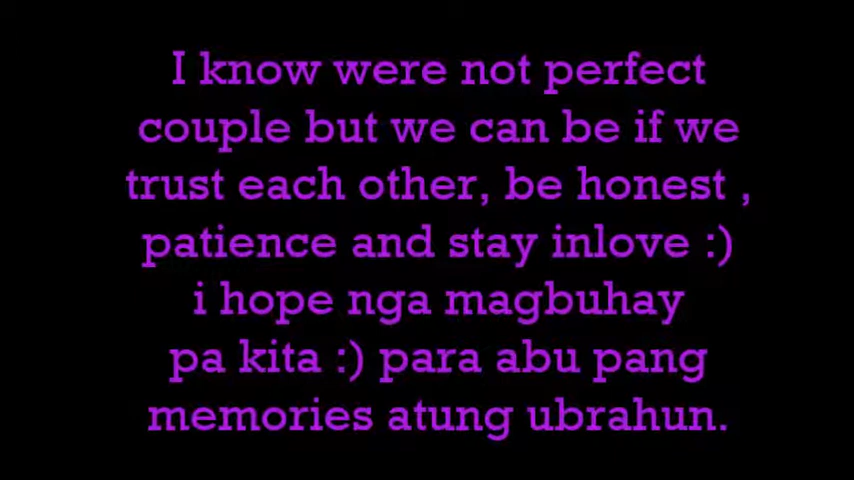 I know were not perfect
couple but we can be if we
trust each other, be honest ,
patience and stay inlove :)
i hope nga magbuhay
pa kita :) para abu pang
memories atung ubrahun.